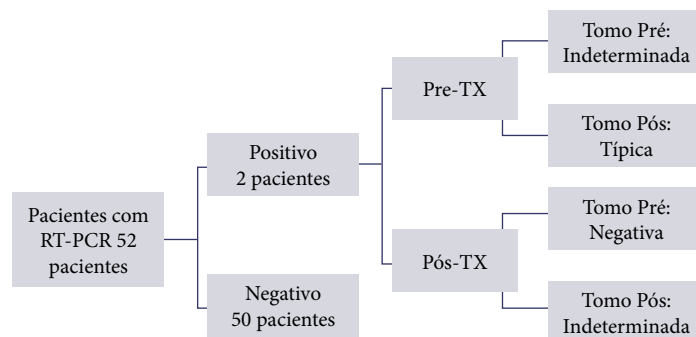 Pacientes com
RT-PCR 52
pacientes
Positivo
2 pacientes
Negativo
50 pacientes
Pre-TX
Pós-TX
Tomo Pré:
Indeterminada
Tomo Pós:
Típica
Tomo Pré:
Negativa
Tomo Pós:
Indeterminada